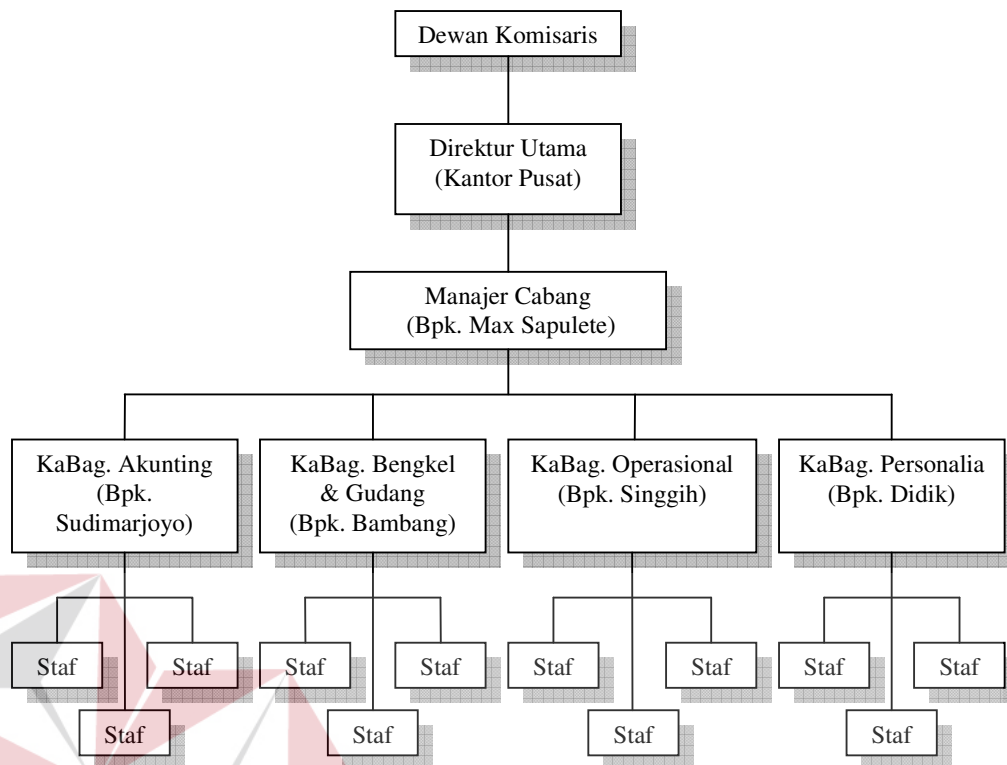 Dewan Komisaris
Direktur Utama
(Kantor Pusat)
Manajer Cabang
(Bpk. Max Sapulete)
KaBag. Akunting
(Bpk.
Sudimarjoyo)
KaBag. Bengkel
& Gudang
(Bpk. Bambang)
KaBag. Operasional
(Bpk. Singgih)
KaBag. Personalia
(Bpk. Didik)
Staf
Staf
Staf
Staf
Staf
Staf
Staf
Staf
Staf
Staf
Staf
Staf